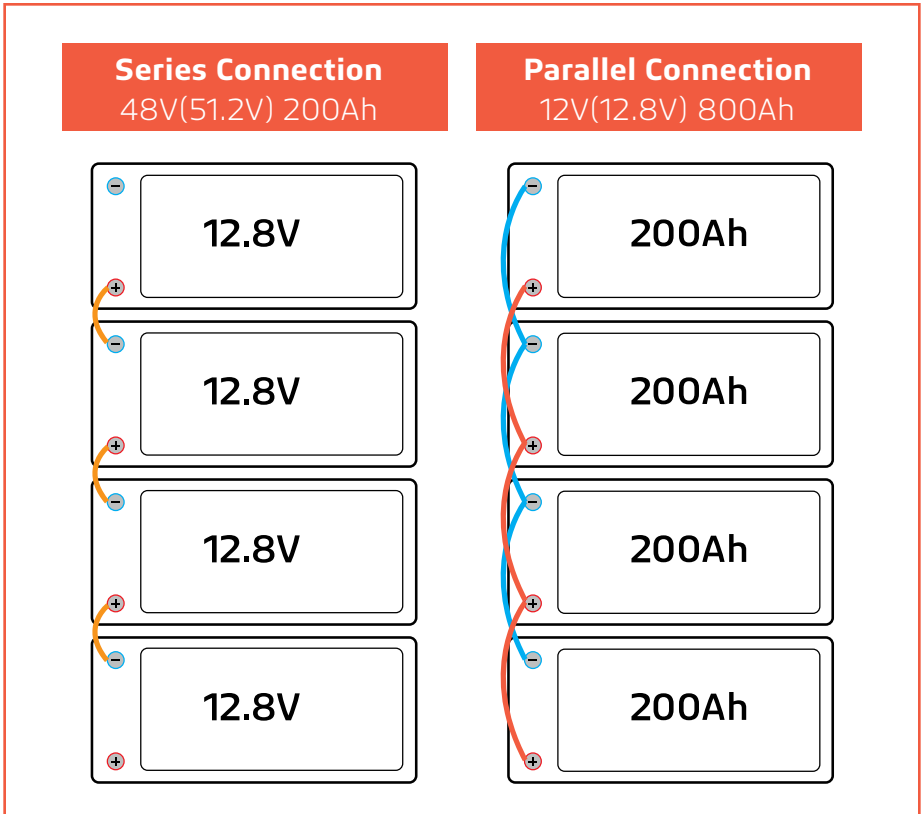 Series Connection
48V(51.2V) 200Ah
−
12.8V
+
−
12.8V
+
−
12.8V
+
−
12.8V
+
Parallel Connection
12V(12.8V) 800Ah
−
200Ah
+
−
200Ah
+
−
200Ah
+
−
200Ah
+